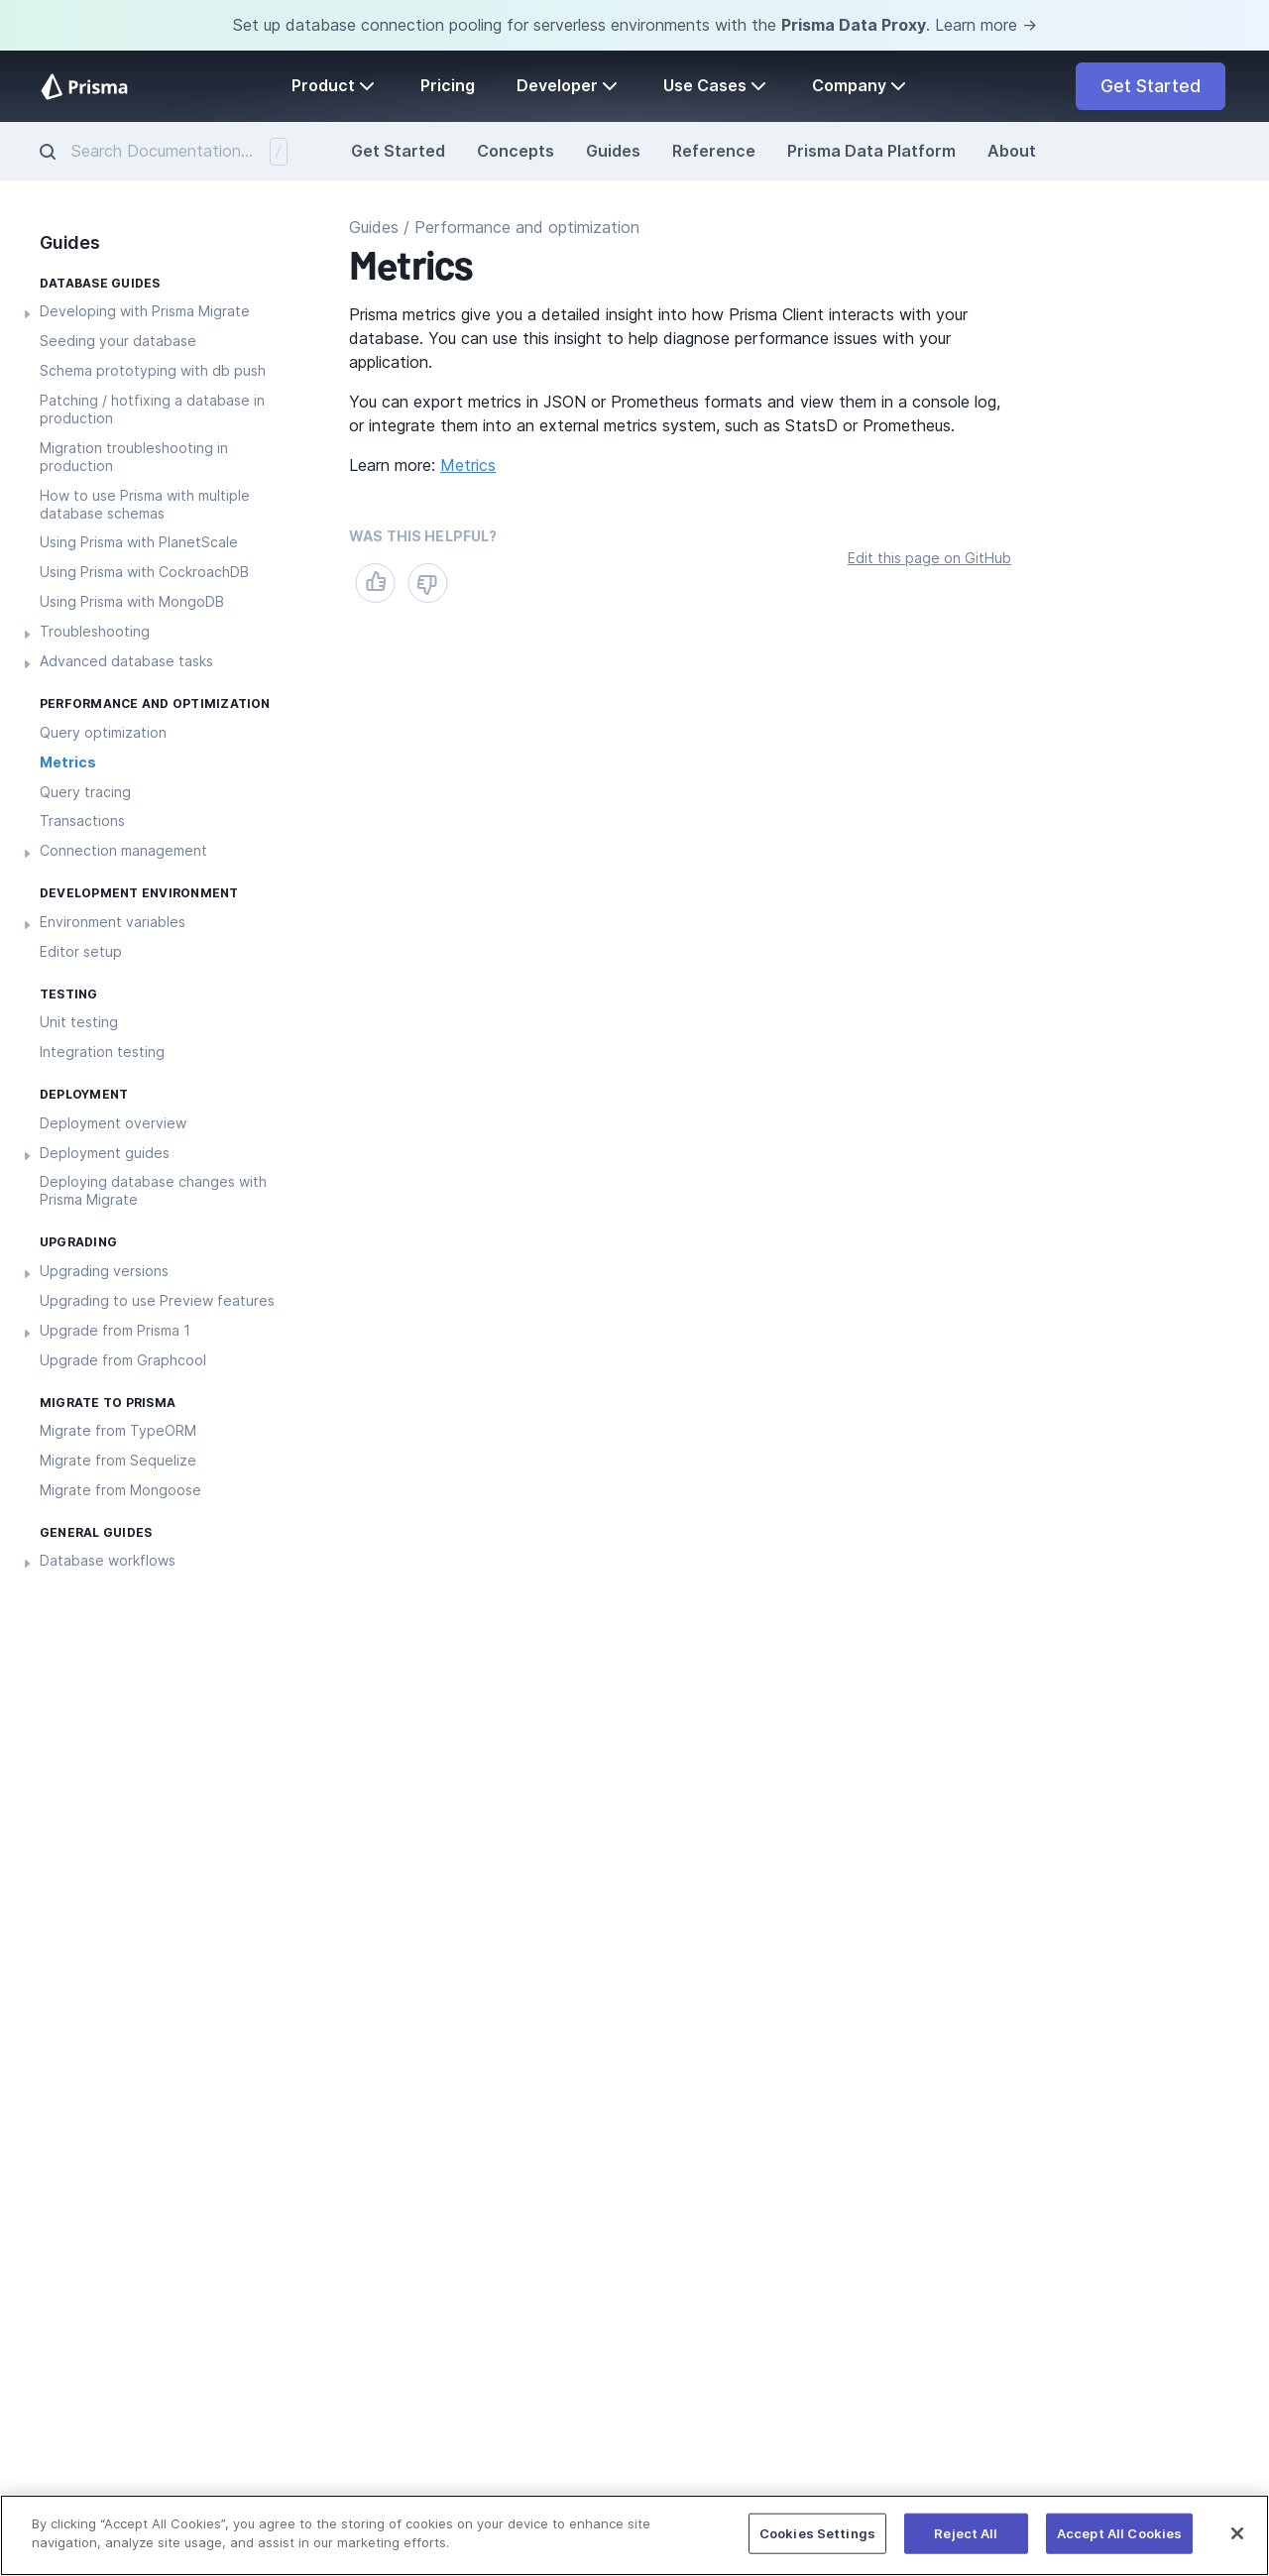 Set up database connection pooling for serverless environments with the Prisma Data Proxy. Learn more →
Prisma
Product
Pricing
Developer
Use Cases
Company
Get Started
Search Documentation...
/
Get Started
Concepts
Guides
Reference
Prisma Data Platform
About
Guides
DATABASE GUIDES
Developing with Prisma Migrate
Seeding your database
Schema prototyping with db push
Patching / hotfixing a database in
production
Migration troubleshooting in
production
How to use Prisma with multiple
database schemas
Using Prisma with PlanetScale
Using Prisma with CockroachDB
Using Prisma with MongoDB
Troubleshooting
Advanced database tasks
PERFORMANCE AND OPTIMIZATION
Query optimization
Metrics
Query tracing
Transactions
Connection management
DEVELOPMENT ENVIRONMENT
Environment variables
Editor setup
TESTING
Unit testing
Integration testing
DEPLOYMENT
Deployment overview
Deployment guides
Deploying database changes with
Prisma Migrate
UPGRADING
Upgrading versions
Upgrading to use Preview features
Upgrade from Prisma 1
Upgrade from Graphcool
MIGRATE TO PRISMA
Migrate from TypeORM
Migrate from Sequelize
Migrate from Mongoose
GENERAL GUIDES
Database workflows
Guides / Performance and optimization
Metrics
Prisma metrics give you a detailed insight into how Prisma Client interacts with your
database. You can use this insight to help diagnose performance issues with your
application.
You can export metrics in JSON or Prometheus formats and view them in a console log,
or integrate them into an external metrics system, such as StatsD or Prometheus.
Learn more: Metrics
WAS THIS HELPFUL?
Edit this page on GitHub
By clicking “Accept All Cookies”, you agree to the storing of cookies on your device to enhance site
navigation, analyze site usage, and assist in our marketing efforts.
Cookies Settings
Reject All
Accept All Cookies